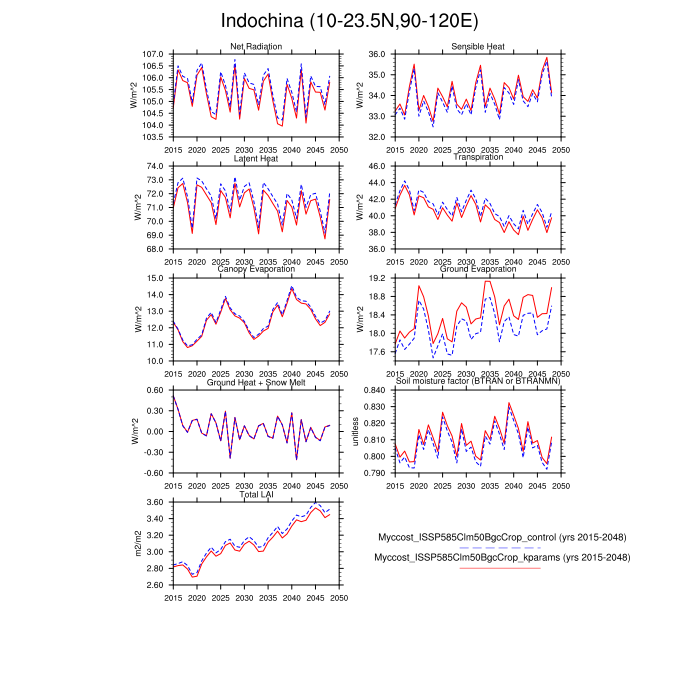 Indochina (10-23.5N,90-120E)
Net Radiation
Sensible Heat
107.0
106.5
106.0
105.5
105.0
104.5
104.0
103.5
W/m^2
2015 2020 2025 2030 2035 2040 2045 2050
36.0
35.0
34.0
33.0
32.0
W/m^2
2015 2020 2025 2030 2035 2040 2045 2050
Latent Heat
Transpiration
74.0
73.0
72.0
71.0
70.0
69.0
68.0
W/m^2
2015 2020 2025 2030 2035 2040 2045 2050
46.0
44.0
42.0
40.0
38.0
36.0
W/m^2
2015 2020 2025 2030 2035 2040 2045 2050
Canopy Evaporation
Ground Evaporation
15.0
14.0
13.0
12.0
11.0
10.0
W/m^2
2015 2020 2025 2030 2035 2040 2045 2050
19.2
18.8
18.4
18.0
17.6
W/m^2
2015 2020 2025 2030 2035 2040 2045 2050
Ground Heat + Snow Melt
Soil moisture factor (BTRAN or BTRANMN)
0.60
0.30
0.00
-0.30
-0.60
W/m^2
2015 2020 2025 2030 2035 2040 2045 2050
0.840
0.830
0.820
0.810
0.800
0.790
unitless
2015 2020 2025 2030 2035 2040 2045 2050
Total LAI
3.60
3.40
3.20
3.00
2.80
2.60
m2/m2
2015 2020 2025 2030 2035 2040 2045 2050
Myccost_ISSP585Clm50BgcCrop_control (yrs 2015-2048)
Myccost_ISSP585Clm50BgcCrop_kparams (yrs 2015-2048)